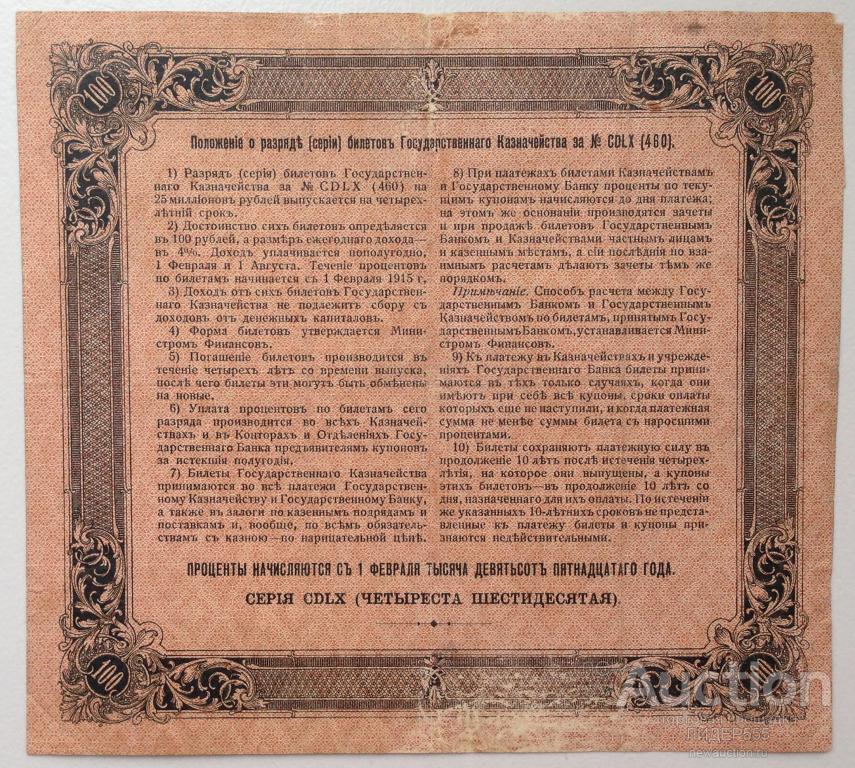 100 100
Положеніе о разрядѣ (серіи) билетовъ Государственнаго Казначейства за № CDLX (460).
1) Разрядъ (серія) билетовъ Государствен-
наго Казначейства за № CDLX (460) на
25 милліоновъ рублей выпускается на четырех-
лѣтній срокъ.
2) Достоинство сихъ билетовъ опредѣляется
въ 100 рублей, а размѣръ ежегоднаго дохода—
въ 4%. Доходъ уплачивается пополугодно,
1 Февраля и 1 Августа. Теченіе процентовъ
по билетамъ начинается съ 1 Февраля 1915 г.
3) Доходъ отъ сихъ билетовъ Государствен-
наго Казначейства не подлежитъ сбору съ
доходовъ отъ денежныхъ капиталовъ.
4) Форма билетовъ утверждается Мини-
стромъ Финансовъ.
5) Погашеніе билетовъ производится въ
теченіе четырехъ лѣтъ со времени выпуска,
послѣ чего билеты эти могутъ быть обмѣнены
на новые.
6) Уплата процентовъ по билетамъ сего
разряда производится во всѣхъ Казначей-
ствахъ и въ Конторахъ и Отдѣленіяхъ Госу-
дарственнаго Банка предъявителямъ купоновъ
за истекшія полугодія.
7) Билеты Государственнаго Казначейства
принимаются во всѣ платежи Государствен-
ному Казначейству и Государственному Банку,
а также въ залоги по казеннымъ подрядамъ и
поставкамъ и, вообще, по всѣмъ обязатель-
ствамъ съ казною—по нарицательной цѣнѣ.
8) При платежахъ билетами Казначействамъ
и Государственному Банку проценты по теку-
щимъ купонамъ начисляются до дня платежа;
на этомъ же основаніи производятся зачеты
и при продажѣ билетовъ Государственнымъ
Банкомъ и Казначействами частнымъ лицамъ
и казеннымъ мѣстамъ, а сіи послѣднія по вза-
имнымъ расчетамъ дѣлаютъ зачеты тѣмъ же
порядкомъ.
Примѣчаніе. Способъ расчета между Госу-
дарственнымъ Банкомъ и Государственнымъ
Казначействомъ по билетамъ, принятымъ Госу-
дарственнымъ Банкомъ, устанавливается Мини-
стромъ Финансовъ.
9) Къ платежу въ Казначействахъ и учрежде-
ніяхъ Государственнаго Банка билеты прини-
маются въ тѣхъ только случаяхъ, когда они
имѣютъ при себѣ всѣ купоны, сроки оплаты
которыхъ еще не наступили, и когда платежная
сумма не менѣе суммы билета съ наросшими
процентами.
10) Билеты сохраняютъ платежную силу въ
продолженіе 10 лѣтъ послѣ истеченія четырех-
лѣтія, на которое они выпущены, а купоны
этихъ билетовъ—въ продолженіе 10 лѣтъ со
дня, назначеннаго для ихъ оплаты. По истеченіи
же указанныхъ 10-лѣтнихъ сроковъ не предста-
вленные къ платежу билеты и купоны при-
знаются недѣйствительными.
ПРОЦЕНТЫ НАЧИСЛЯЮТСЯ СЪ 1 ФЕВРАЛЯ ТЫСЯЧА ДЕВЯТЬСОТЪ ПЯТНАДЦАТАГО ГОДА.
СЕРІЯ CDLX (ЧЕТЫРЕСТА ШЕСТИДЕСЯТАЯ).
100 100
Auction
ЛИДЕР555
newauction.ru